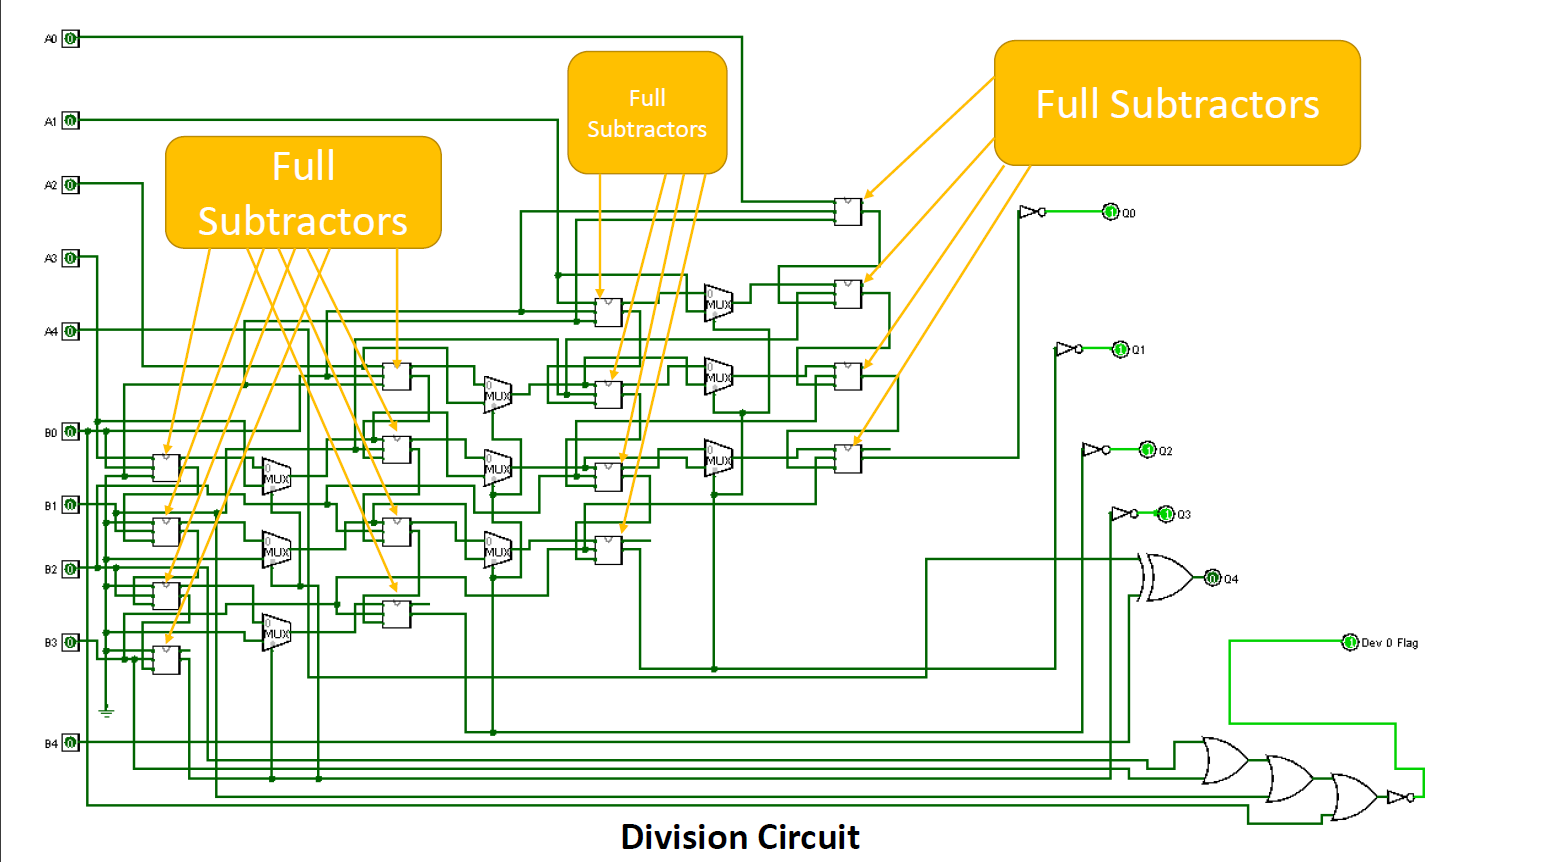 A0
A1
Full
Subtractors
Full Subtractors
Full
Subtractors
A2
A3
A4
B0
B1
B2
B3
B4
0
MUX
0
MUX
0
MUX
0
MUX
0
MUX
0
MUX
0
MUX
0
MUX
0
MUX
1 Q0
1 Q1
1 Q2
1 Q3
0 Q4
1 Dev 0 Flag
Division Circuit